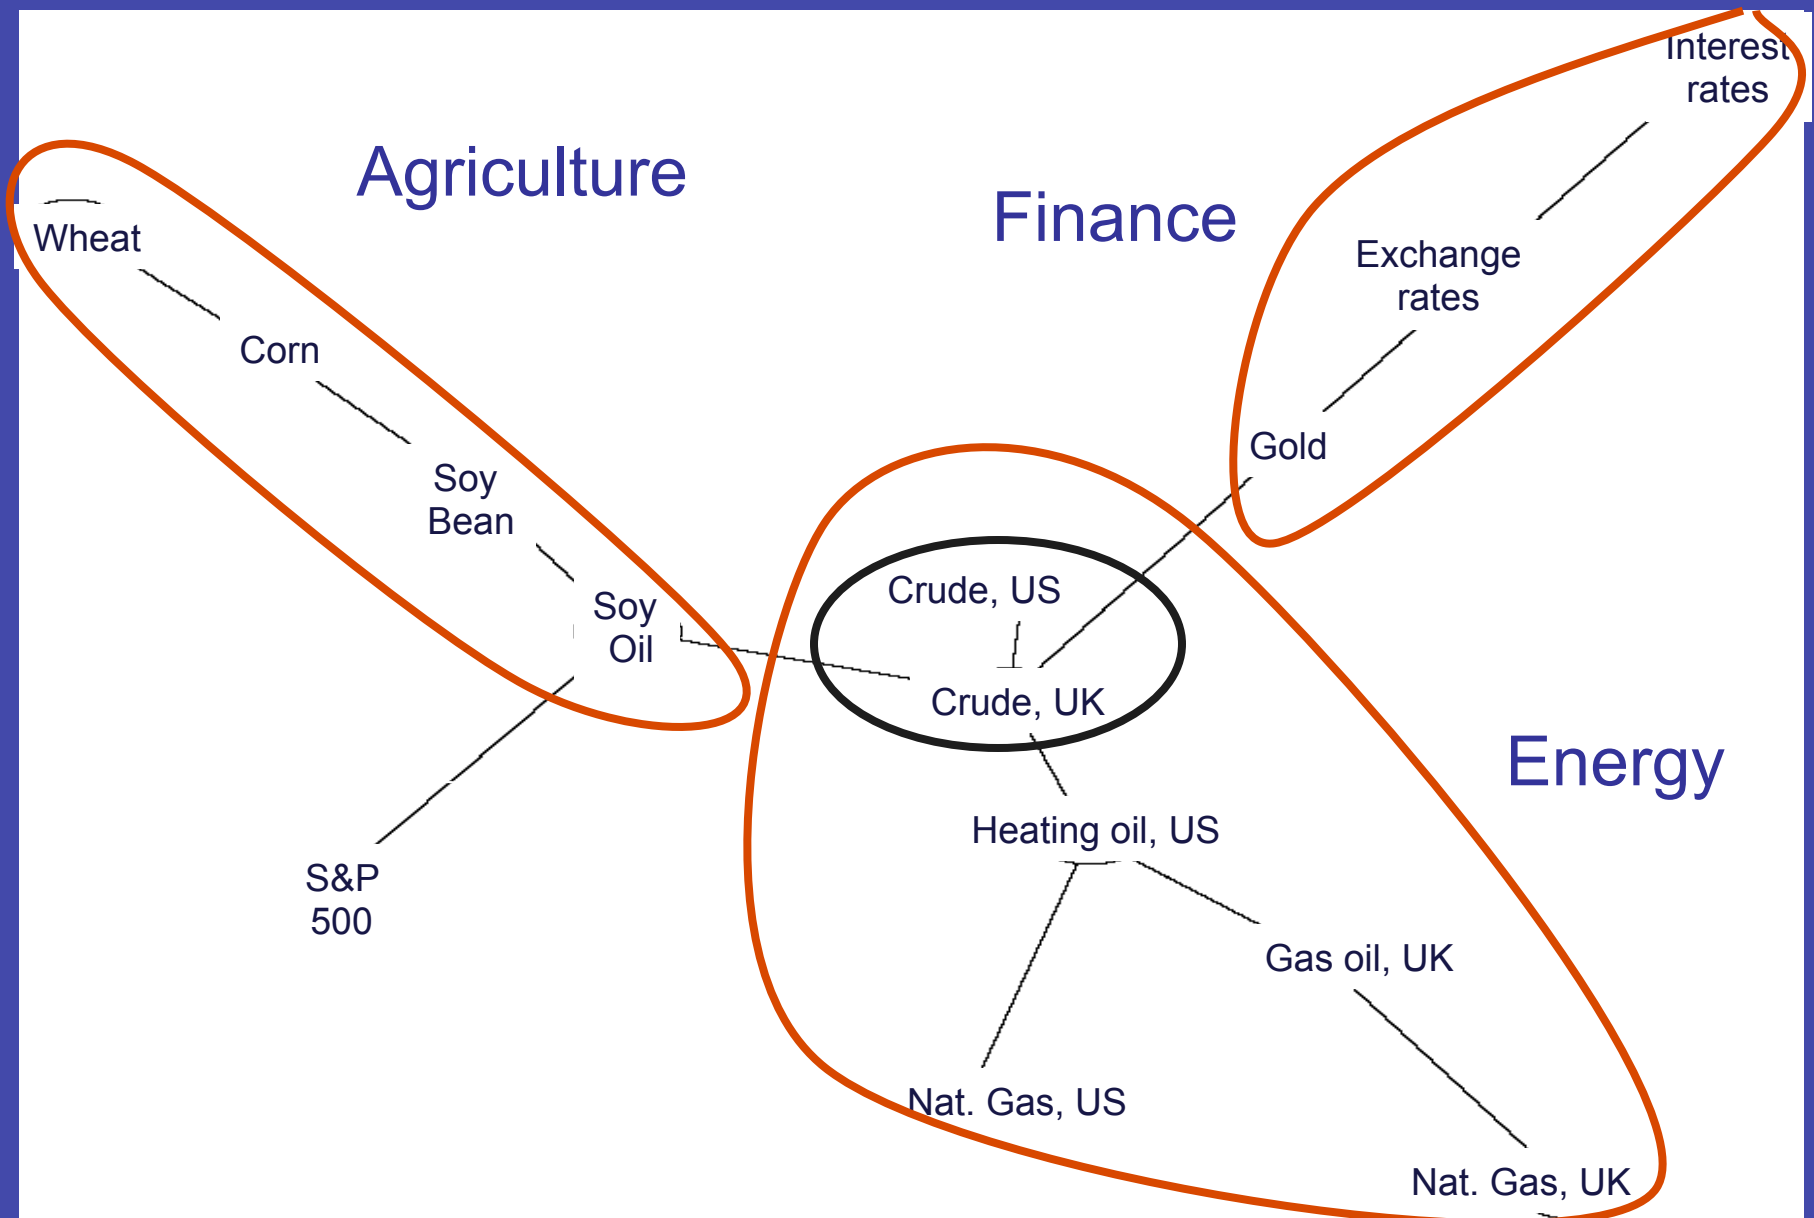 Interest
rates
Agriculture
Finance
Wheat
Exchange
rates
Corn
Gold
Soy
Bean
Crude, US
Soy
Oil
Crude, UK
Energy
Heating oil, US
S&P
500
Gas oil, UK
Nat. Gas, US
Nat. Gas, UK